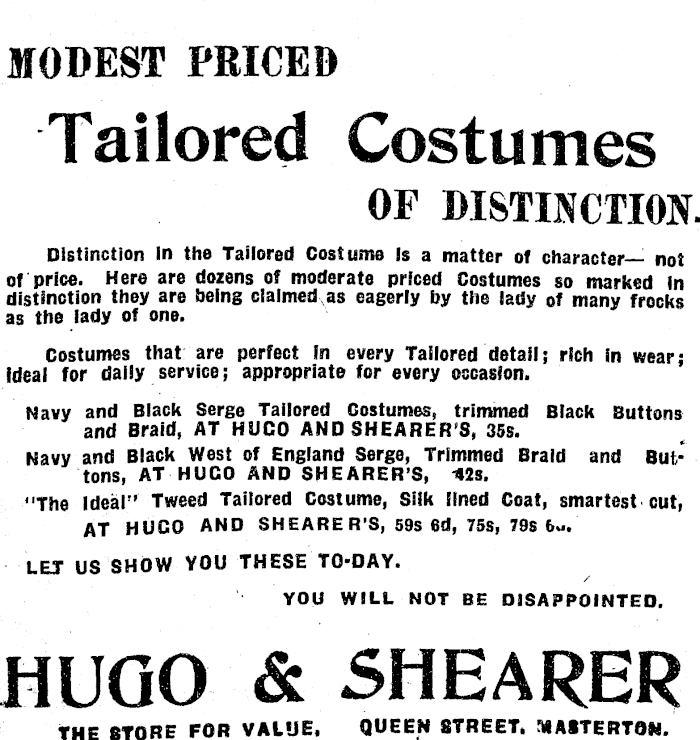 MODEST PRICED
Tailored Costumes
OF DISTINCTION.
Distinction in the Tailored Costume is a matter of character— not
of price. Here are dozens of moderate priced Costumes so marked in
distinction they are being claimed as eagerly by the lady of many frocks
as the lady of one.
Costumes that are perfect in every Tailored detail; rich in wear;
ideal for daily service; appropriate for every occasion.
Navy and Black Serge Tailored Costumes, trimmed Black Buttons
and Braid, AT HUGO AND SHEARER'S, 35s.
Navy and Black West of England Serge, Trimmed Braid and But-
tons, AT HUGO AND SHEARER'S, 42s.
"The Ideal" Tweed Tailored Costume, Silk lined Coat, smartest cut,
AT HUGO AND SHEARER'S, 59s 6d, 75s, 79s
LET US SHOW YOU THESE TO-DAY.
YOU WILL NOT BE DISAPPOINTED.
HUGO & SHEARER
THE STORE FOR VALUE, QUEEN STREET, MASTERTON.